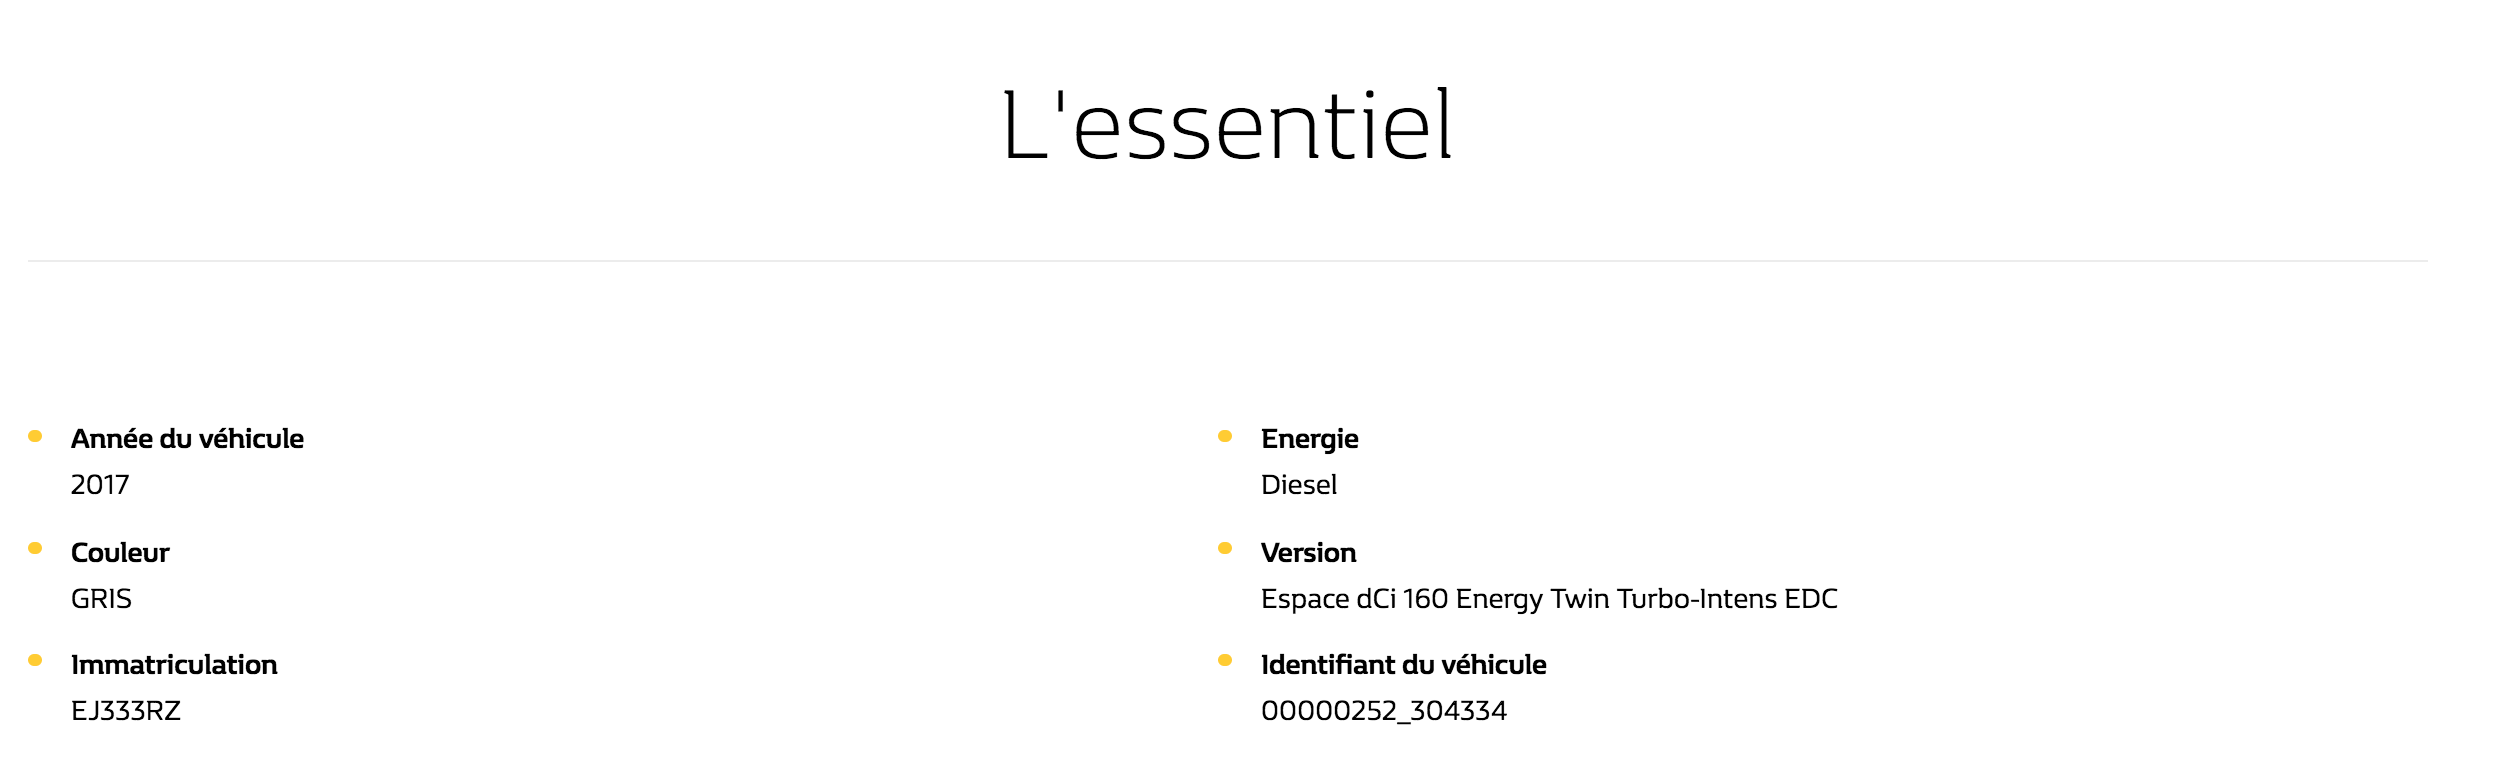 L'essentiel
Année du véhicule
2017
Couleur
GRIS
Immatriculation
EJ333RZ
Energie
Diesel
Version
Espace dCi 160 Energy Twin Turbo-Intens EDC
Identifiant du véhicule
00000252_304334